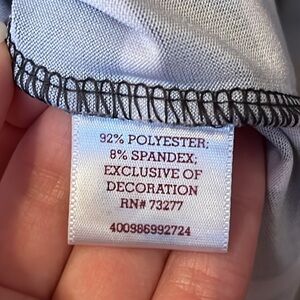 92% POLYESTER;
8% SPANDEX;
EXCLUSIVE OF
DECORATION
RN# 73277
400986992724